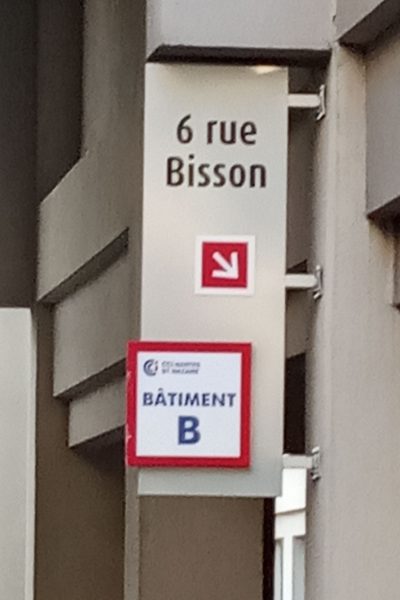 6 rue
Bisson
CCI NANTES
ST NAZAIRE
BÂTIMENT
B